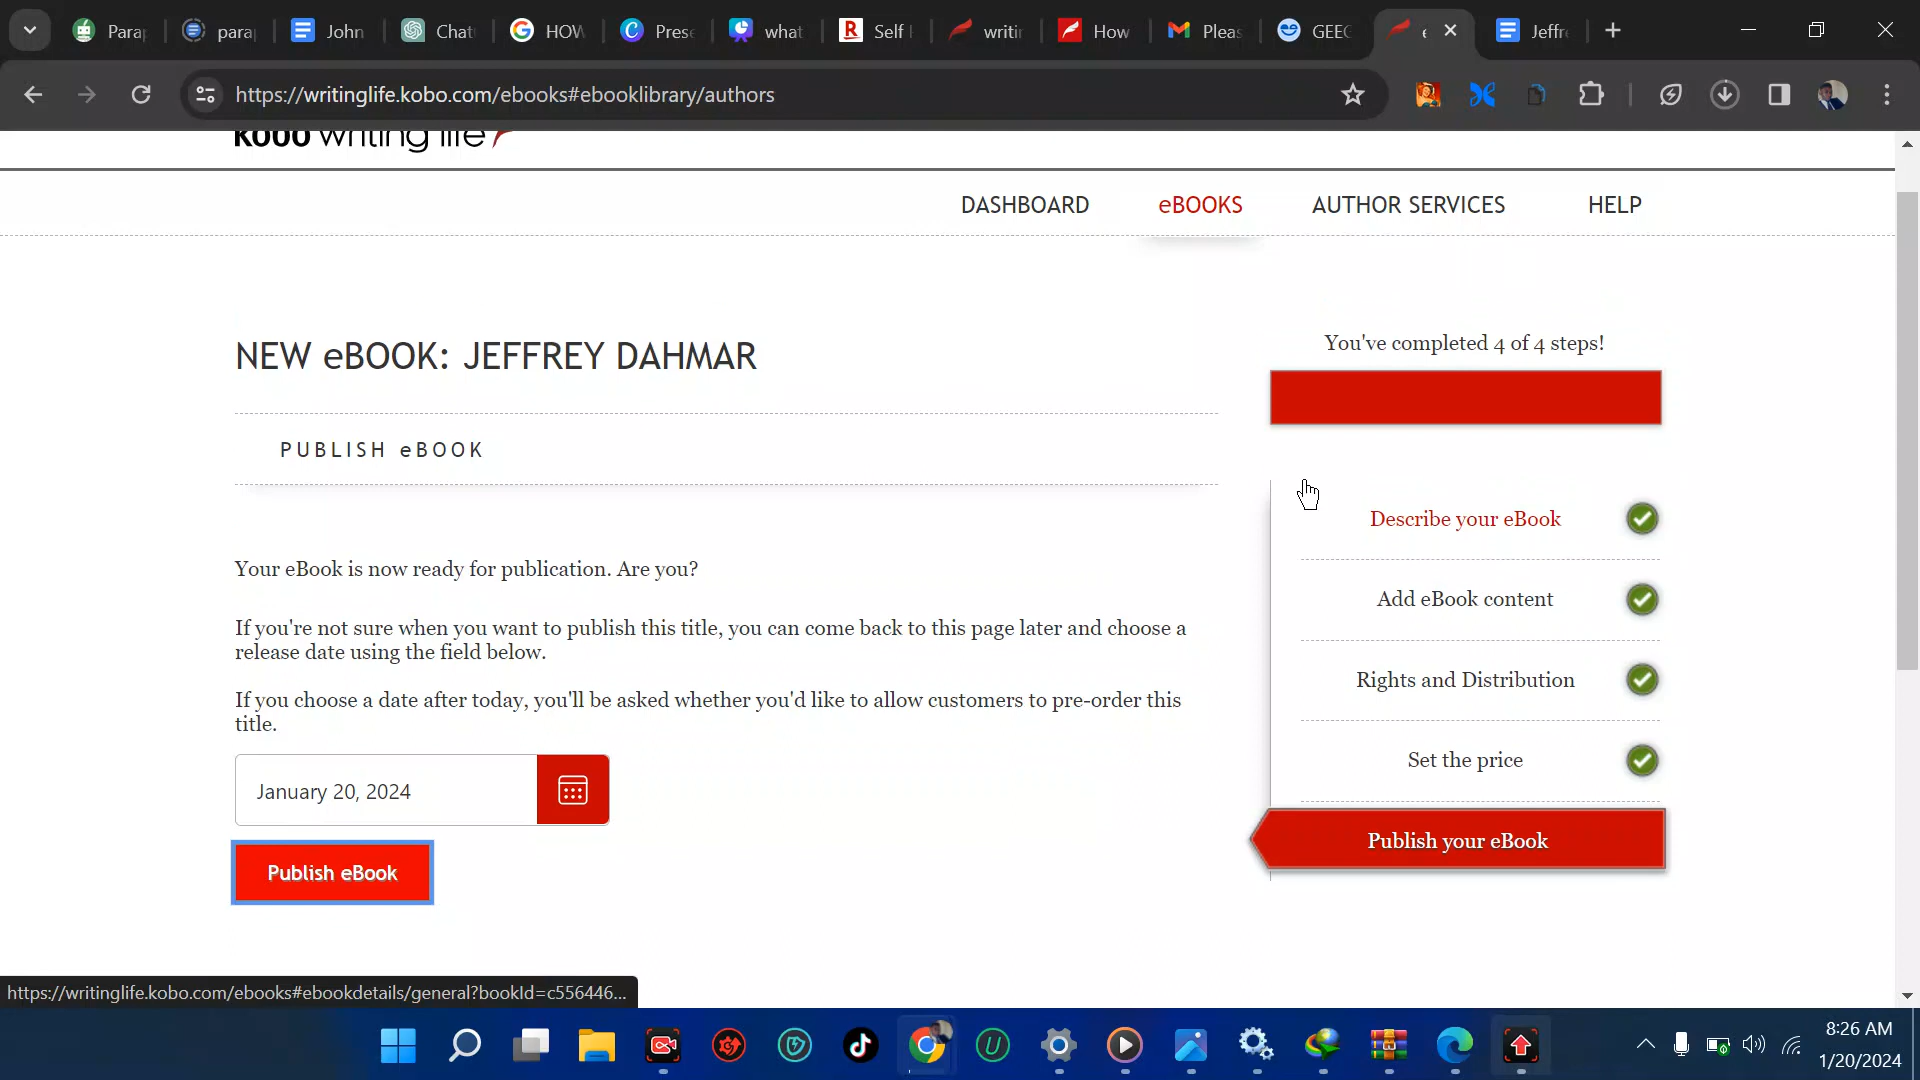 Para
para
John
Chat
HOW
Prese
what
Self
writin
How
Pleas
GEEG
Jeffre
https://writinglife.kobo.com/ebooks#ebooklibrary/authors
kobo writing life
DASHBOARD
eBOOKS
AUTHOR SERVICES
HELP
NEW eBOOK: JEFFREY DAHMAR
PUBLISH eBOOK
Your eBook is now ready for publication. Are you?
If you're not sure when you want to publish this title, you can come back to this page later and choose a
release date using the field below.
If you choose a date after today, you'll be asked whether you'd like to allow customers to pre-order this
title.
January 20, 2024
Publish eBook
You've completed 4 of 4 steps!
Describe your eBook
Add eBook content
Rights and Distribution
Set the price
Publish your eBook
https://writinglife.kobo.com/ebooks#ebookdetails/general?bookId=c556446...
8:26 AM
1/20/2024